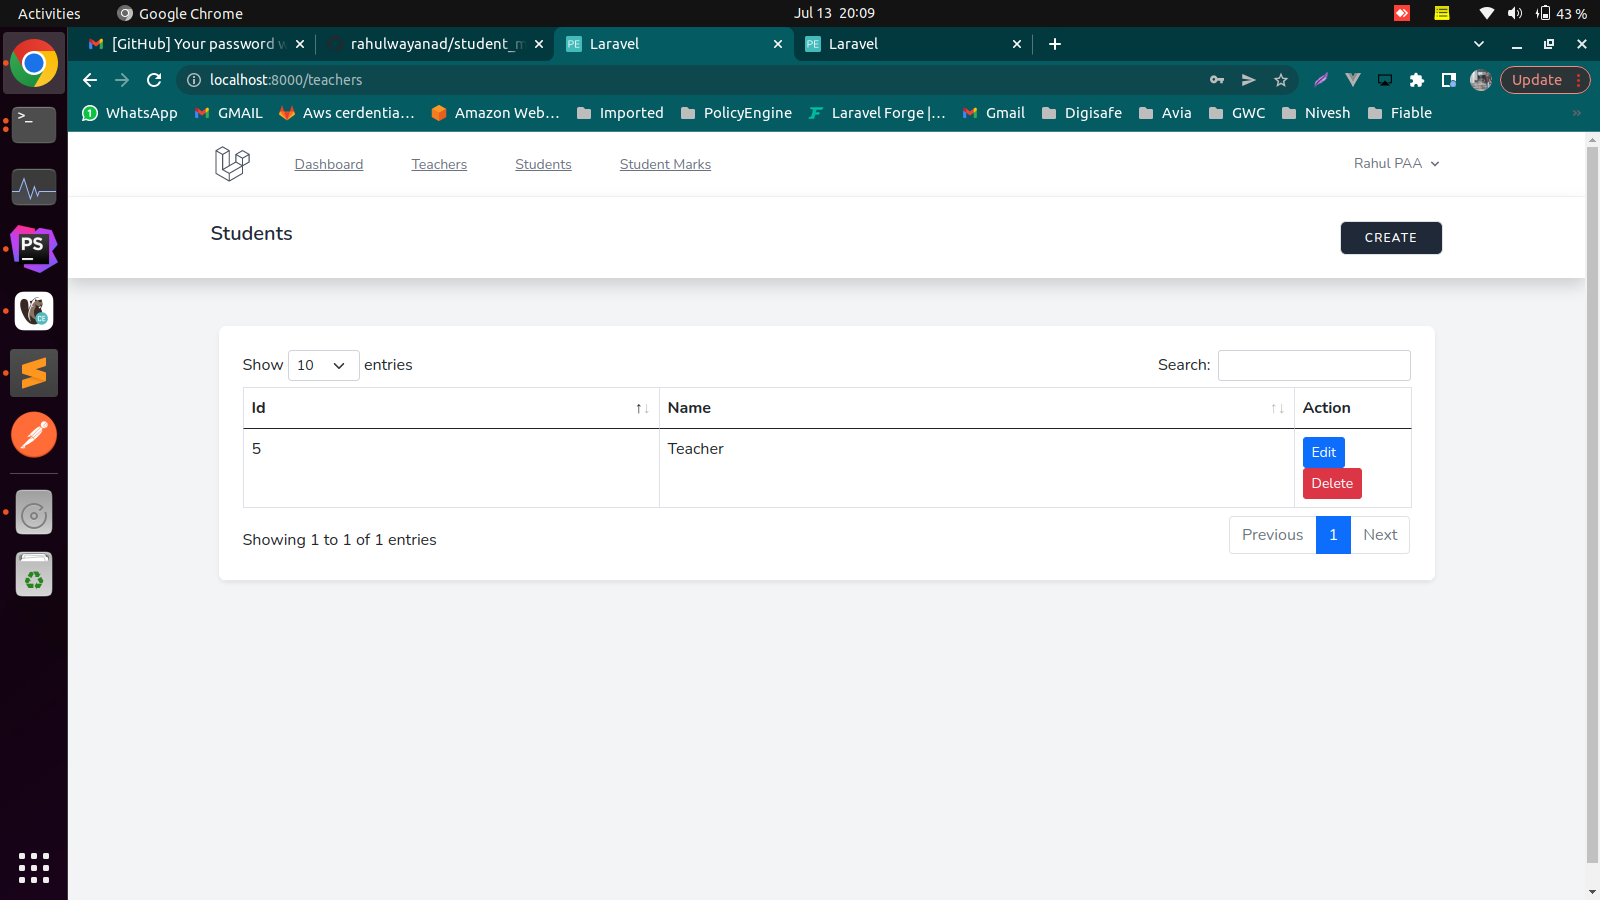 Activities Google Chrome Jul 13 20:09 43 %
[GitHub] Your password w rahulwayanad/student_m PE Laravel PE Laravel
localhost:8000/teachers Update
WhatsApp GMAIL Aws cerdentia… Amazon Web… Imported PolicyEngine Laravel Forge |… Gmail Digisafe Avia GWC Nivesh Fiable »
Dashboard Teachers Students Student Marks Rahul PAA
Students CREATE
Show 10 entries Search:
Id Name Action
5 Teacher Edit
Delete
Showing 1 to 1 of 1 entries Previous 1 Next
>_
PS
CE